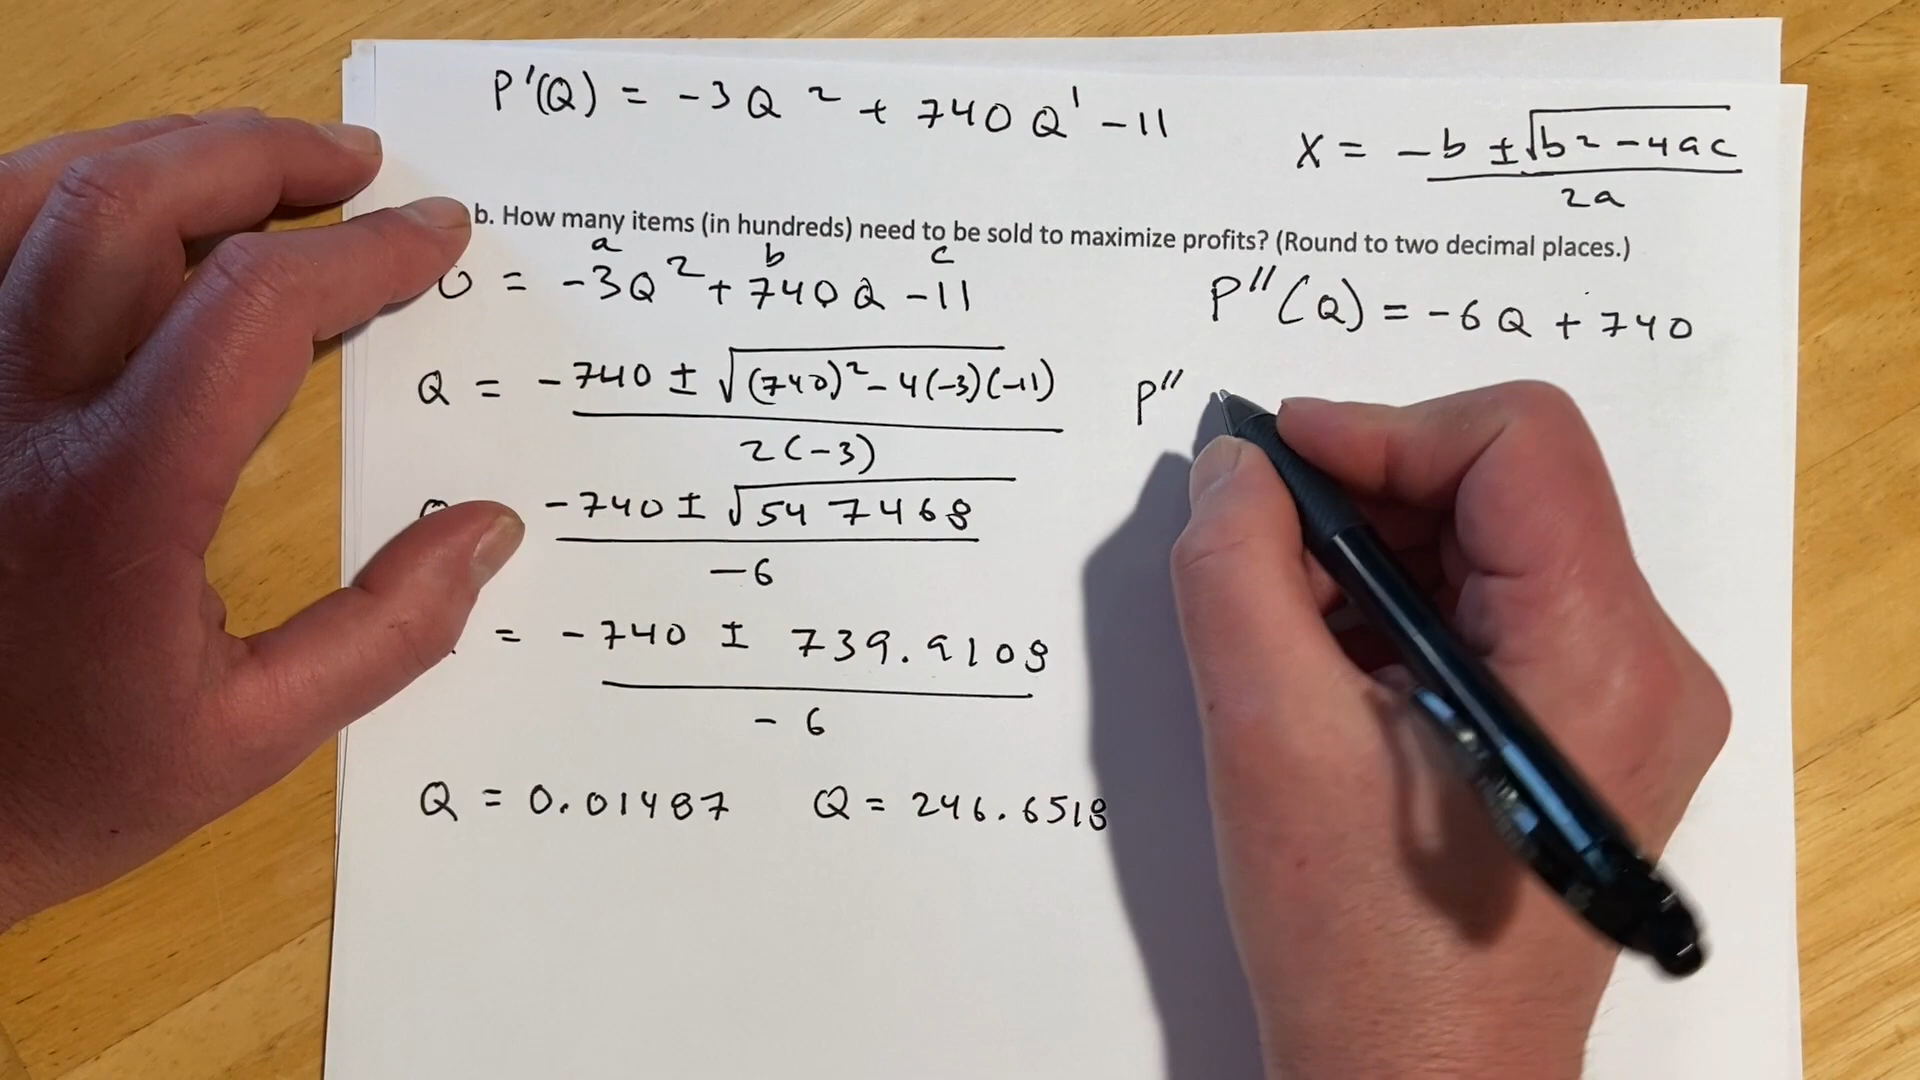 P'(Q) = -3Q² + 740Q¹ - 11
X = -b ± √b² - 4ac
2a
b. How many items (in hundreds) need to be sold to maximize profits? (Round to two decimal places.)
a b c
0 = -3Q² + 740Q - 11
P''(Q) = -6Q + 740
Q = -740 ± √(740)² - 4(-3)(-11)
2(-3)
P''
-740 ± √547468
-6
= -740 ± 739.9108
-6
Q = 0.01487 Q = 246.6518